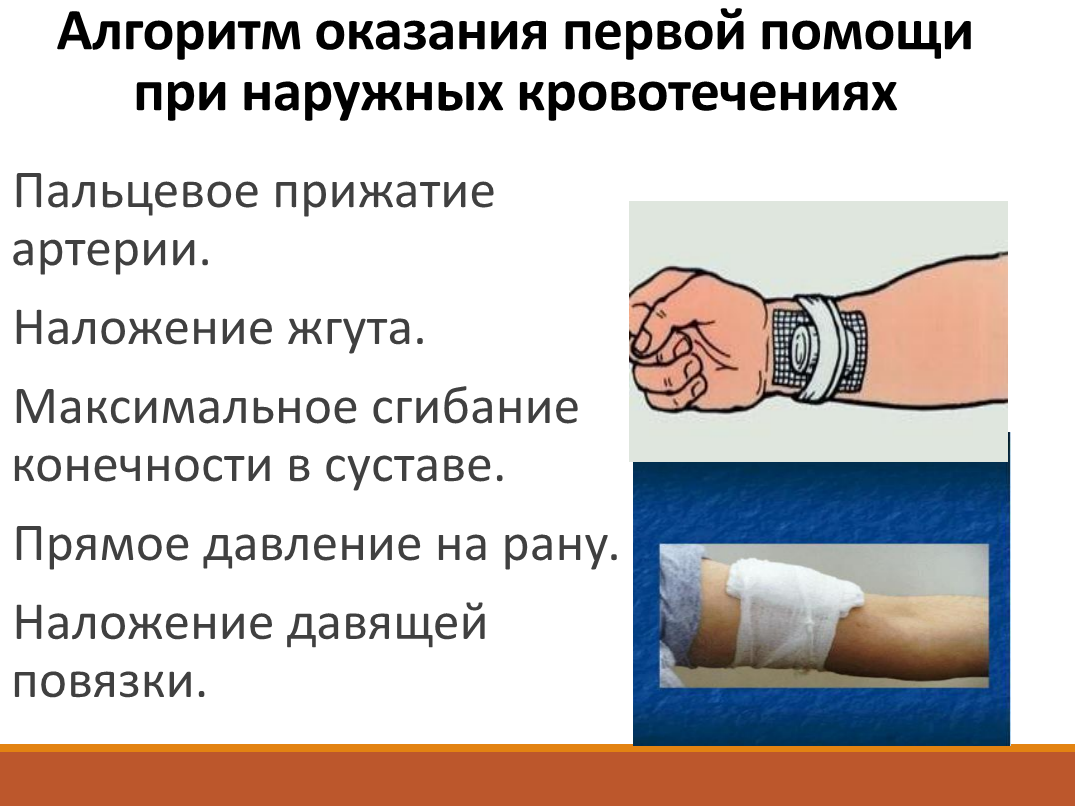 Алгоритм оказания первой помощи
при наружных кровотечениях
Пальцевое прижатие
артерии.
Наложение жгута.
Максимальное сгибание
конечности в суставе.
Прямое давление на рану.
Наложение давящей
повязки.